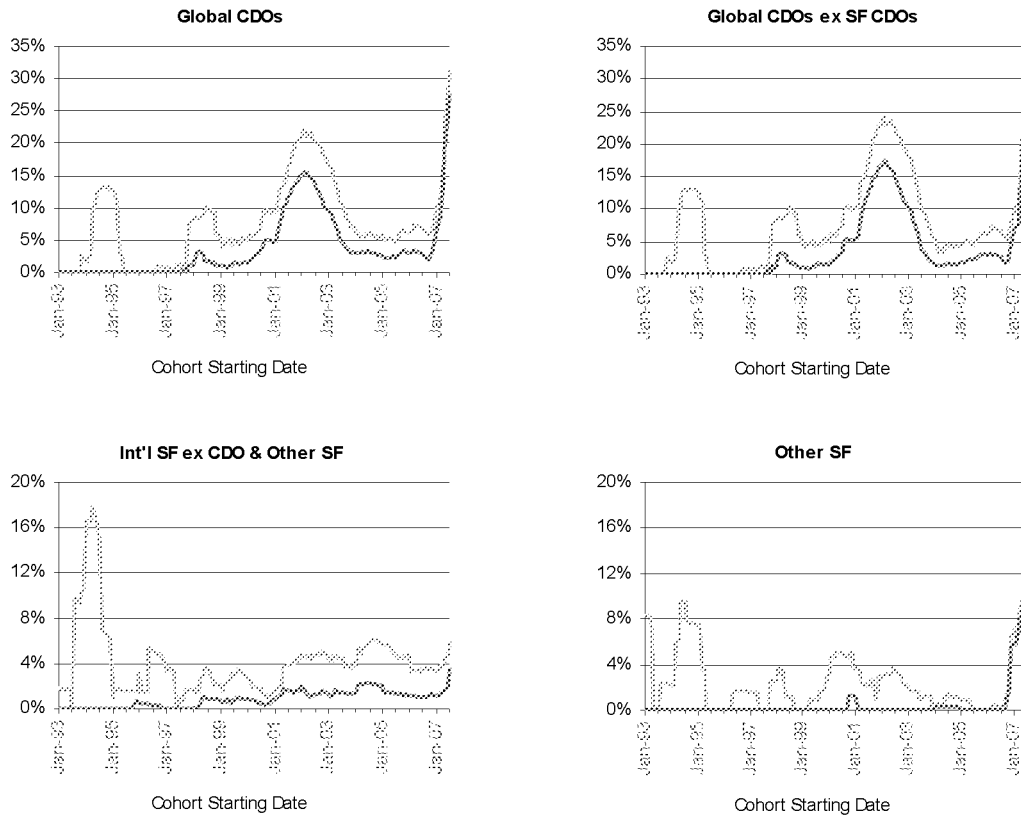 Global CDOs
35%
30%
25%
20%
15%
10%
5%
0%
Jan-93 Jan-95 Jan-97 Jan-99 Jan-01 Jan-03 Jan-05 Jan-07
Cohort Starting Date
Global CDOs ex SF CDOs
35%
30%
25%
20%
15%
10%
5%
0%
Jan-93 Jan-95 Jan-97 Jan-99 Jan-01 Jan-03 Jan-05 Jan-07
Cohort Starting Date
Int'l SF ex CDO & Other SF
20%
16%
12%
8%
4%
0%
Jan-93 Jan-95 Jan-97 Jan-99 Jan-01 Jan-03 Jan-05 Jan-07
Cohort Starting Date
Other SF
20%
16%
12%
8%
4%
0%
Jan-93 Jan-95 Jan-97 Jan-99 Jan-01 Jan-03 Jan-05 Jan-07
Cohort Starting Date